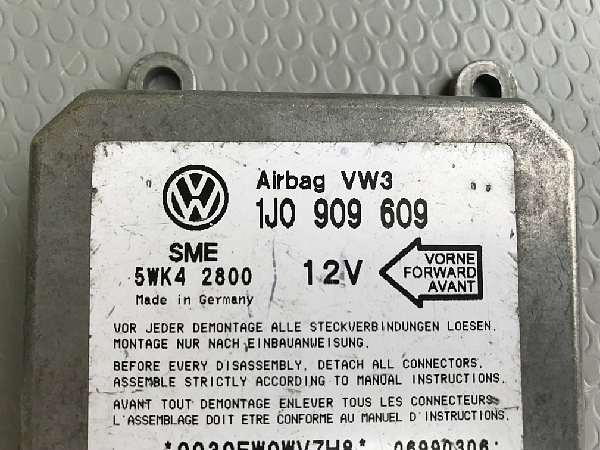 VW
Airbag VW3
1J0 909 609
SME
5WK4 2800
12V
VORNE
FORWARD
AVANT
Made in Germany
VOR JEDER DEMONTAGE ALLE STECKVERBINDUNGEN LOESEN.
MONTAGE NUR NACH EINBAUANWEISUNG.
BEFORE EVERY DISASSEMBLY, DETACH ALL CONNECTORS.
ASSEMBLE STRICTLY ACCORDING TO MANOAL INSTRUCTIONS.
AVANT TOUT DEMONTAGE ENLEVER TOUS LES CONNECTEURS
L'ASSEMBLAGE DOIT ETRE CONFORME AU MANUEL D'INSTRUCTIONS.